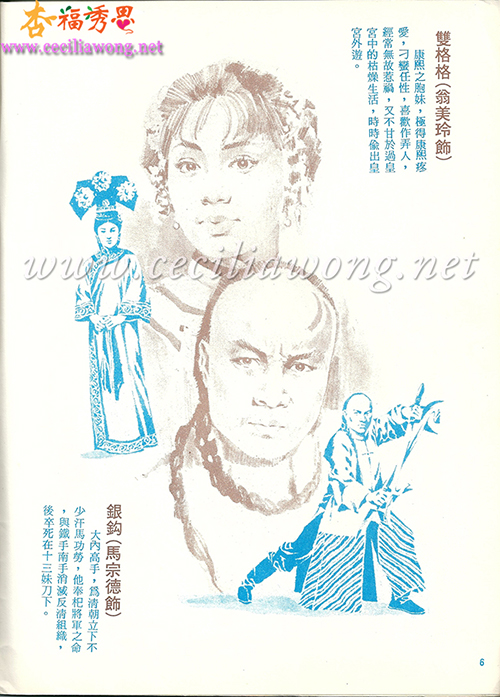 杏福秀思
www.ceciliawong.net
雙格格(翁美玲飾)
康熙之胞妹,極得康熙疼
愛,刁蠻任性,喜歡作弄人,
經常無故惹禍,又不甘於過皇
宮中的枯燥生活,時時偸出皇
宮外遊。
www.ceciliawong.net
銀鈎(馬宗德飾)
大內高手,爲清朝立下不
少汗馬功勞,他奉杞將軍之命
,與鐵手南手消滅反清組織,
後卒死在十三妹刀下。
6